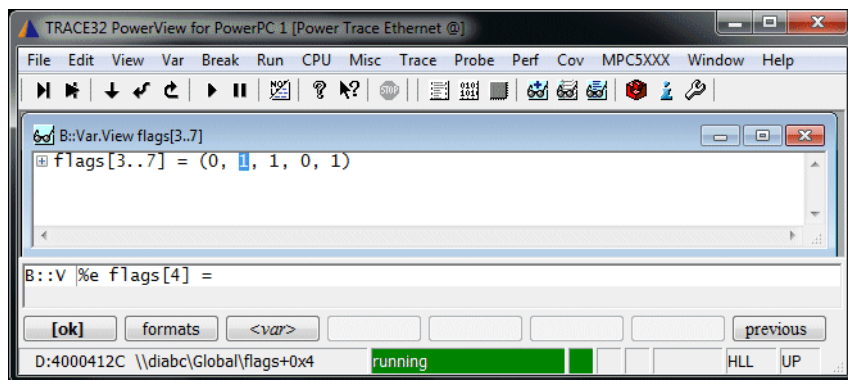 TRACE32 PowerView for PowerPC 1 [Power Trace Ethernet @]
File Edit View Var Break Run CPU Misc Trace Probe Perf Cov MPC5XXX Window Help
B::Var.View flags[3..7]
flags[3..7] = (0, 1, 1, 0, 1)
B::V %e flags[4] =
[ok] formats <var> previous
D:4000412C \\diabc\Global\flags+0x4 running HLL UP